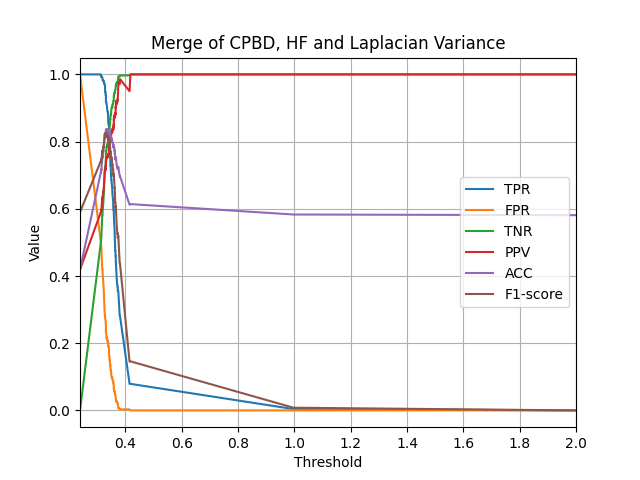 Merge of CPBD, HF and Laplacian Variance
1.0
0.8
0.6
0.4
0.2
0.0
Value
TPR
FPR
TNR
PPV
ACC
F1-score
0.4 0.6 0.8 1.0 1.2 1.4 1.6 1.8 2.0
Threshold